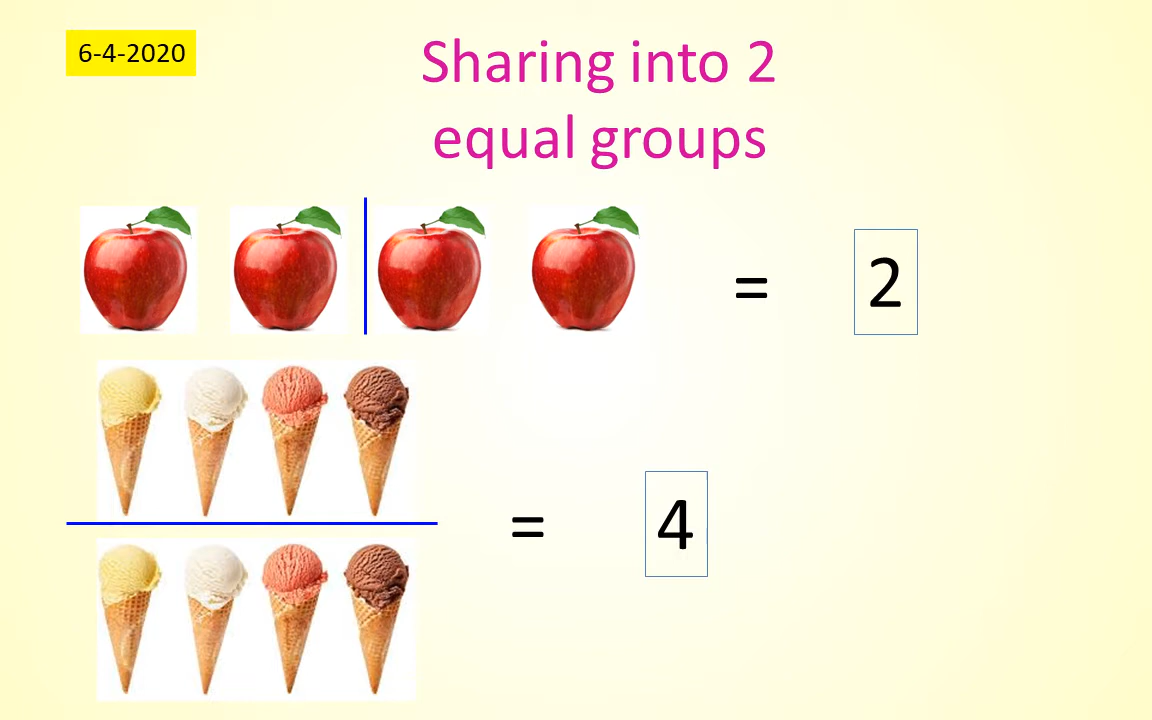 6-4-2020
Sharing into 2
equal groups
= 2
= 4